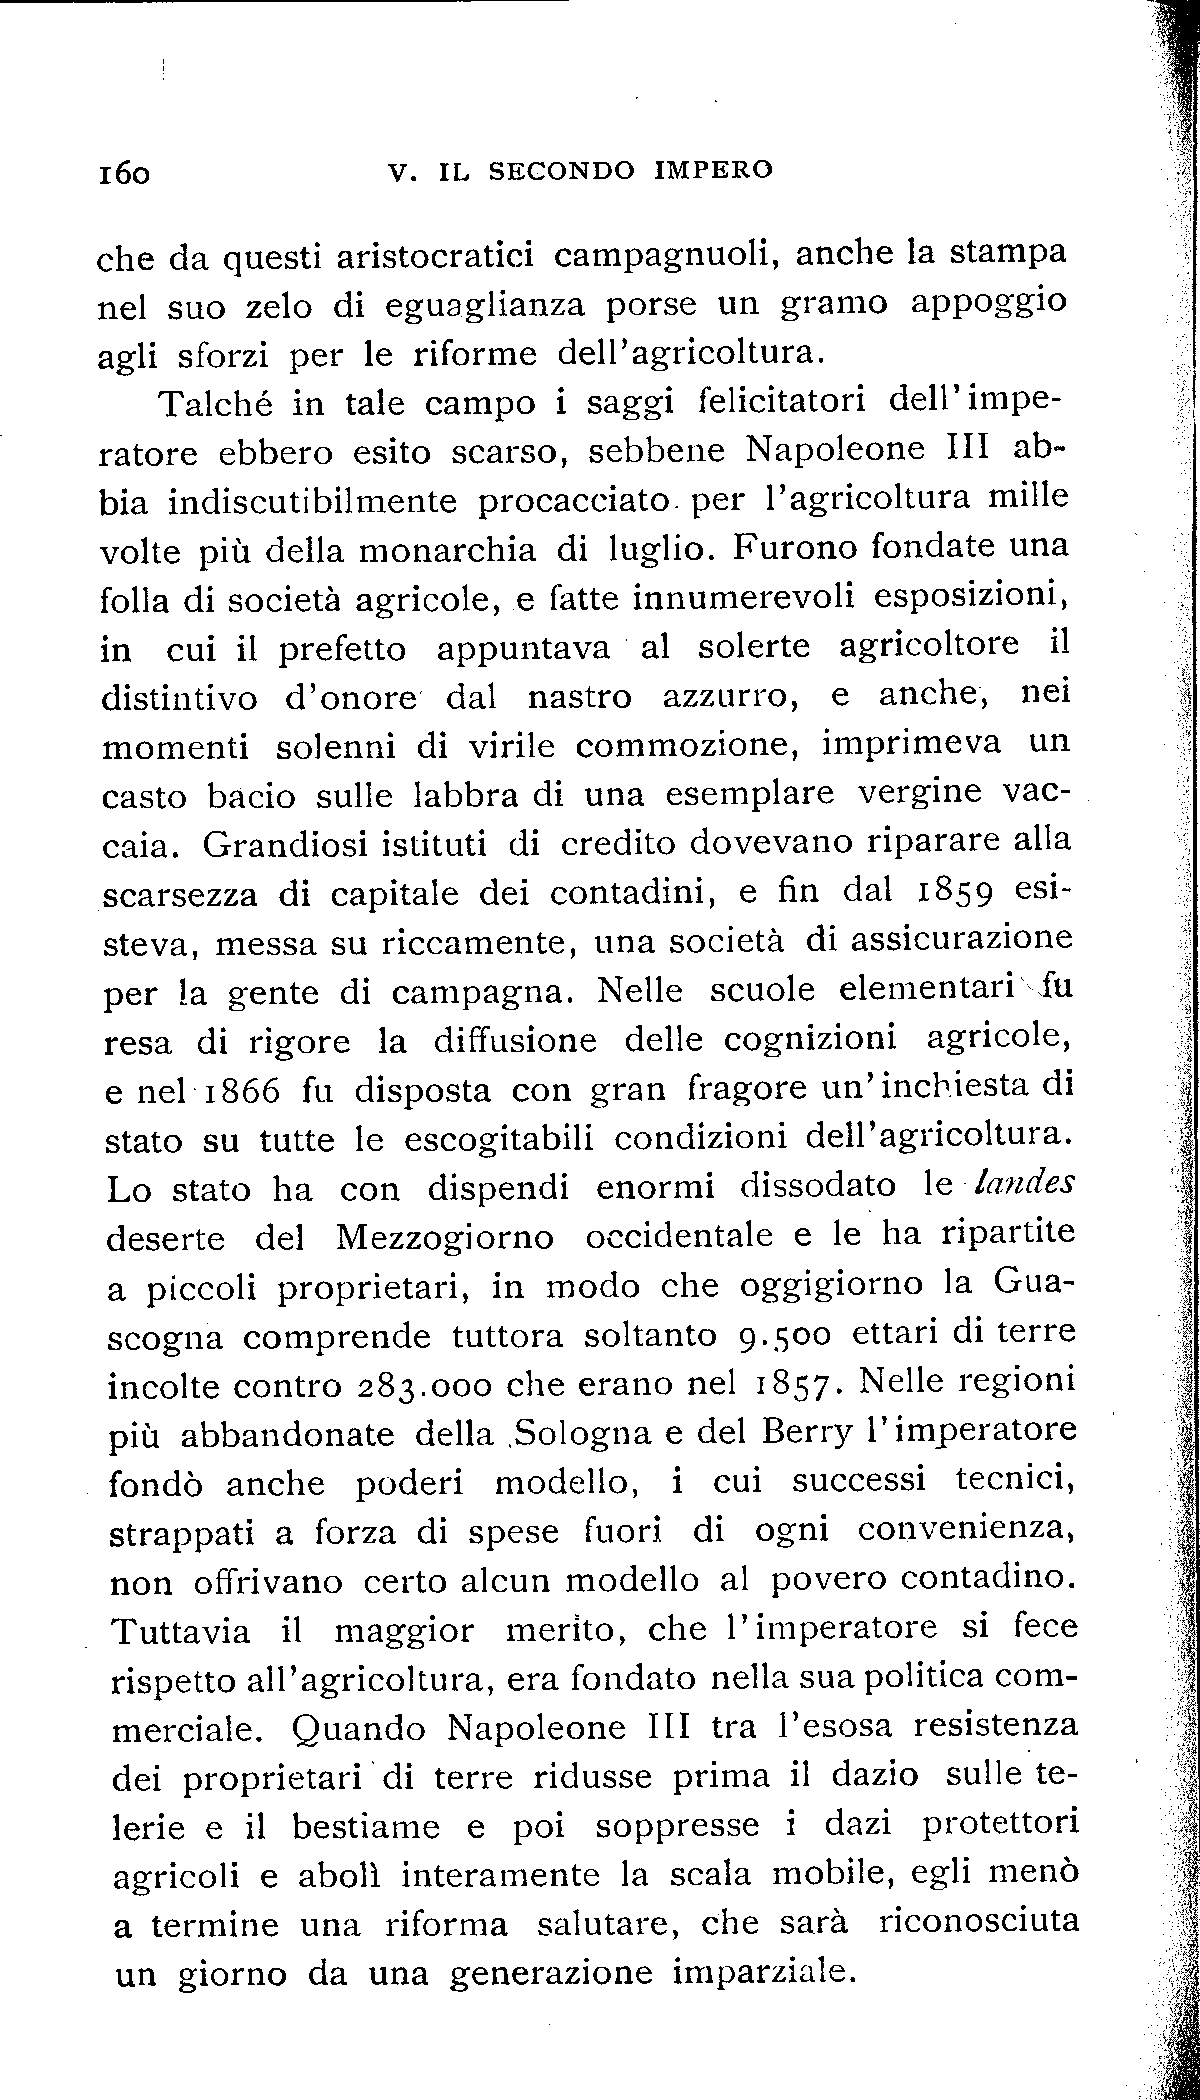 160 V. IL SECONDO IMPERO
che da questi aristocratici campagnuoli, anche la stampa
nel suo zelo di eguaglianza porse un gramo appoggio
agli sforzi per le riforme dell'agricoltura.
Talché in tale campo i saggi felicitatori dell'impe-
ratore ebbero esito scarso, sebbene Napoleone III ab-
bia indiscutibilmente procacciato per l'agricoltura mille
volte più della monarchia di luglio. Furono fondate una
folla di società agricole, e fatte innumerevoli esposizioni,
in cui il prefetto appuntava al solerte agricoltore il
distintivo d'onore dal nastro azzurro, e anche, nei
momenti solenni di virile commozione, imprimeva un
casto bacio sulle labbra di una esemplare vergine vac-
caia. Grandiosi istituti di credito dovevano riparare alla
scarsezza di capitale dei contadini, e fin dal 1859 esi-
steva, messa su riccamente, una società di assicurazione
per la gente di campagna. Nelle scuole elementari fu
resa di rigore la diffusione delle cognizioni agricole,
e nel 1866 fu disposta con gran fragore un'inchiesta di
stato su tutte le escogitabili condizioni dell'agricoltura.
Lo stato ha con dispendi enormi dissodato le landes
deserte del Mezzogiorno occidentale e le ha ripartite
a piccoli proprietari, in modo che oggigiorno la Gua-
scogna comprende tuttora soltanto 9.500 ettari di terre
incolte contro 283.000 che erano nel 1857. Nelle regioni
più abbandonate della Sologna e del Berry l'imperatore
fondò anche poderi modello, i cui successi tecnici,
strappati a forza di spese fuori di ogni convenienza,
non offrivano certo alcun modello al povero contadino.
Tuttavia il maggior merito, che l'imperatore si fece
rispetto all'agricoltura, era fondato nella sua politica com-
merciale. Quando Napoleone III tra l'esosa resistenza
dei proprietari di terre ridusse prima il dazio sulle te-
lerie e il bestiame e poi soppresse i dazi protettori
agricoli e abolì interamente la scala mobile, egli menò
a termine una riforma salutare, che sarà riconosciuta
un giorno da una generazione imparziale.